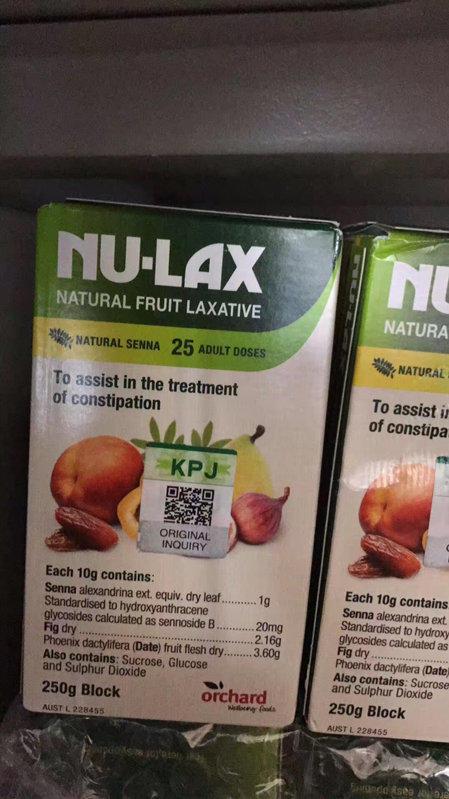 NU-LAX
NATURAL FRUIT LAXATIVE
NATURAL SENNA 25 ADULT DOSES
To assist in the treatment
of constipation
KPJ
ORIGINAL
INQUIRY
Each 10g contains:
Senna alexandrina ext. equiv. dry leaf..........1g
Standardised to hydroxyanthracene
glycosides calculated as sennoside B..........20mg
Fig dry..........2.16g
Phoenix dactylifera (Date) fruit flesh dry......3.60g
Also contains: Sucrose, Glucose
and Sulphur Dioxide
250g Block
AUST L 228455
orchard
Wellbeing foods
NU
NATURA
NATURAL
To assist in
of constipa
Each 10g contains
Senna alexandrina ext.
Standardised to hydroxy
glycosides calculated as
Fig dry
Phoenix dactylifera (Date)
Also contains: Sucrose
and Sulphur Dioxide
250g Block
AUST L 228455